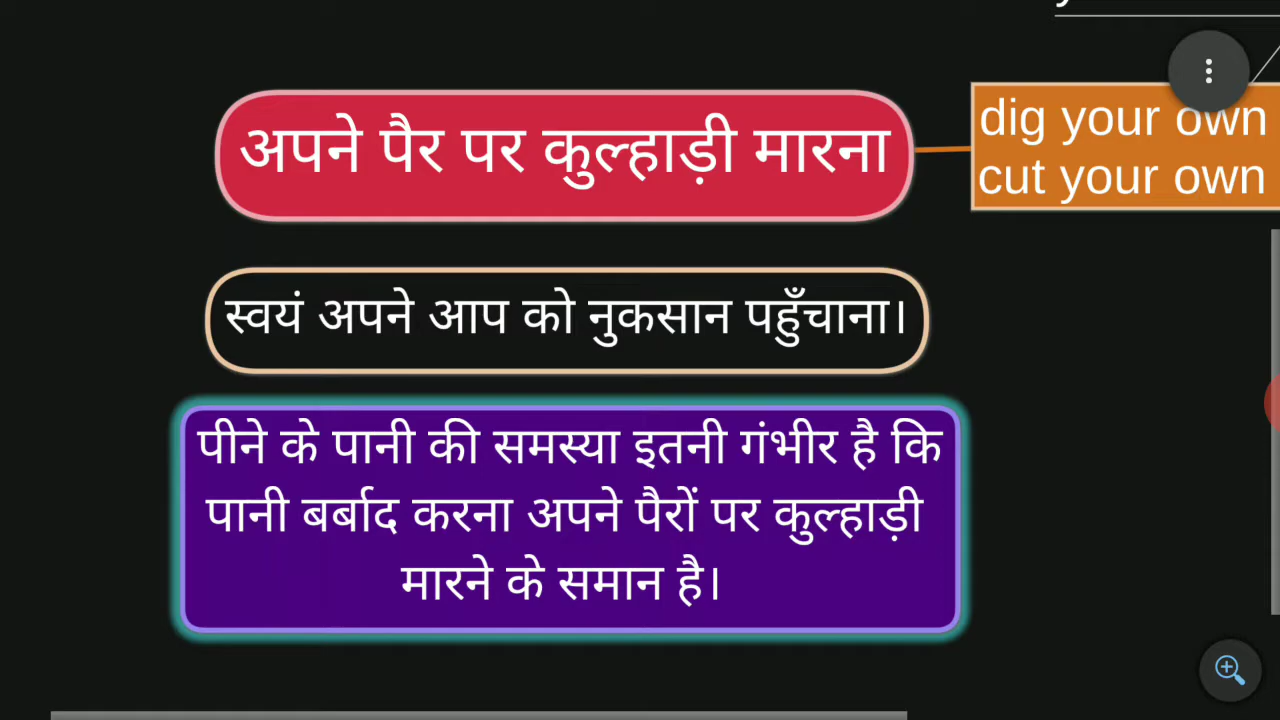 अपने पैर पर कुल्हाड़ी मारना
dig your own
cut your own
स्वयं अपने आप को नुकसान पहुँचाना।
पीने के पानी की समस्या इतनी गंभीर है कि
पानी बर्बाद करना अपने पैरों पर कुल्हाड़ी
मारने के समान है।